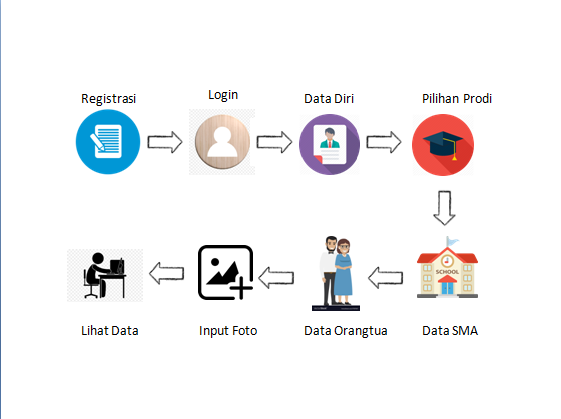 Registrasi
Login
Data Diri
Pilihan Prodi
SCHOOL
Lihat Data
Input Foto
Data Orangtua
Data SMA